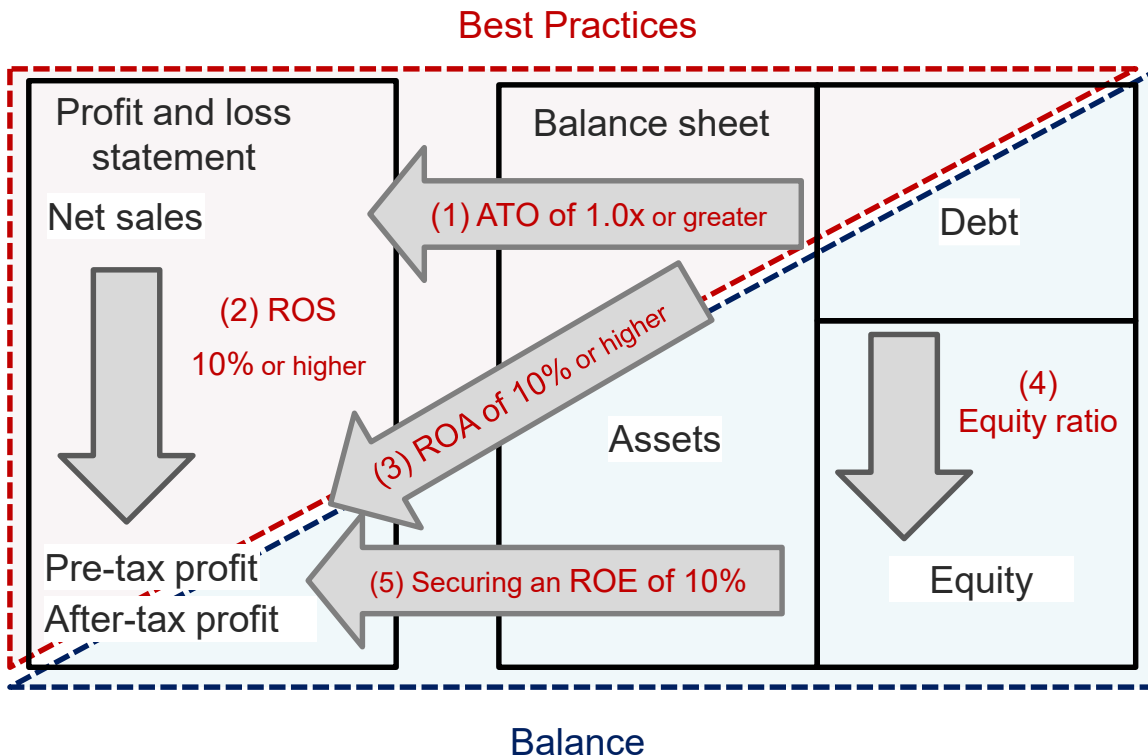 Best Practices
Profit and loss
statement
Net sales
(2) ROS
10% or higher
Pre-tax profit
After-tax profit
Balance sheet
(1) ATO of 1.0x or greater
(3) ROA of 10% or higher
Assets
(5) Securing an ROE of 10%
Debt
(4)
Equity ratio
Equity
Balance